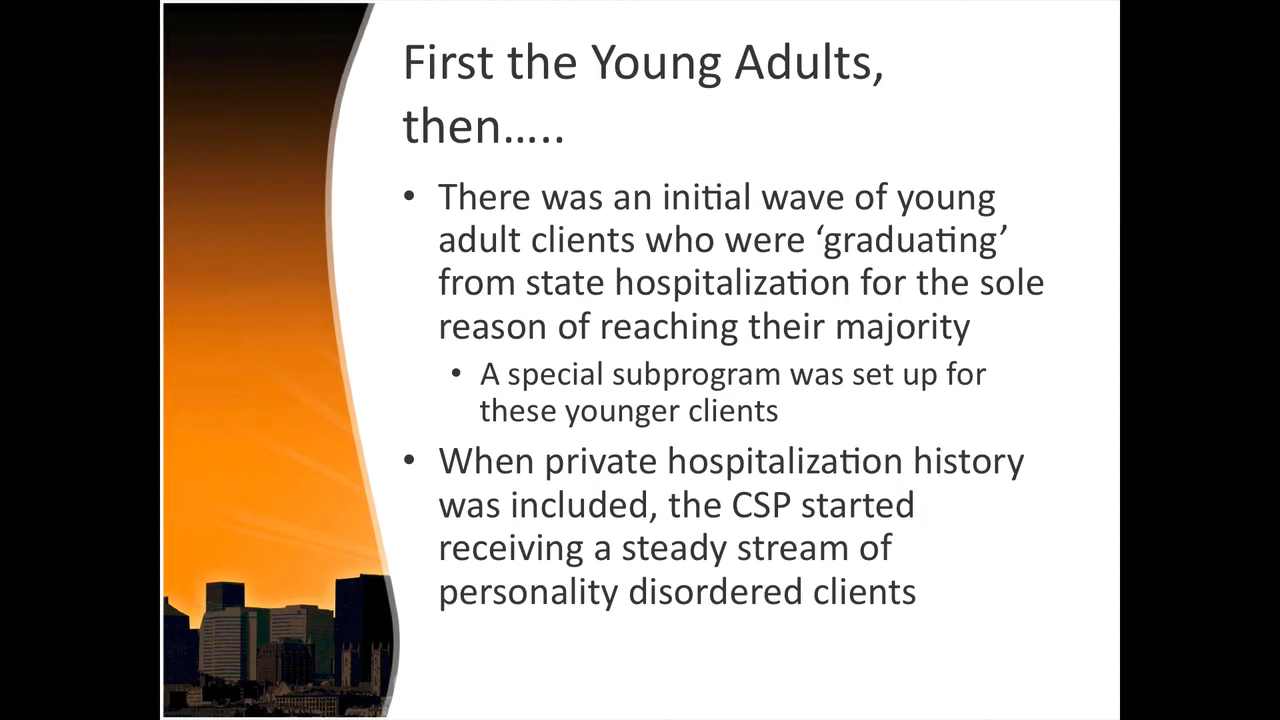 First the Young Adults,
then…..
• There was an initial wave of young
adult clients who were ‘graduating’
from state hospitalization for the sole
reason of reaching their majority
• A special subprogram was set up for
these younger clients
• When private hospitalization history
was included, the CSP started
receiving a steady stream of
personality disordered clients